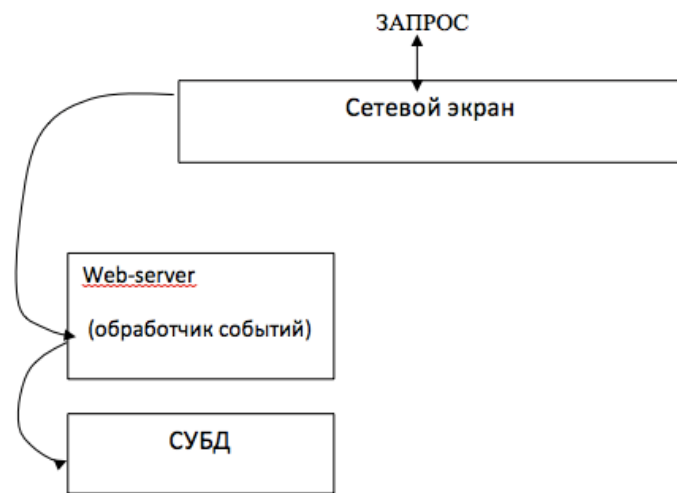 ЗАПРОС
Сетевой экран
Web-server
(обработчик событий)
СУБД